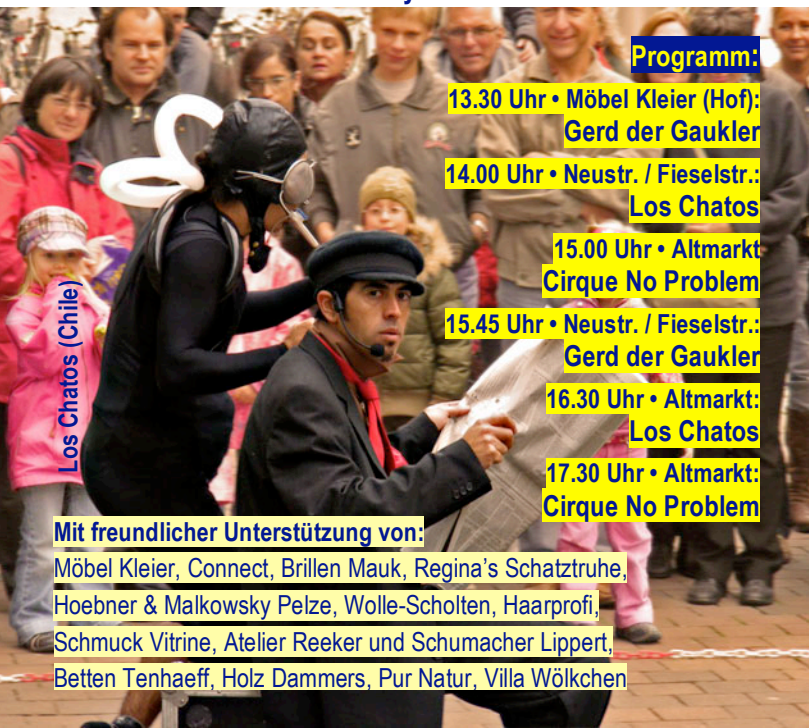 Programm:
13.30 Uhr • Möbel Kleier (Hof):
Gerd der Gaukler
14.00 Uhr • Neustr. / Fieselstr.:
Los Chatos
15.00 Uhr • Altmarkt
Cirque No Problem
15.45 Uhr • Neustr. / Fieselstr.:
Gerd der Gaukler
16.30 Uhr • Altmarkt:
Los Chatos
17.30 Uhr • Altmarkt:
Cirque No Problem
Los Chatos (Chile)
Mit freundlicher Unterstützung von:
Möbel Kleier, Connect, Brillen Mauk, Regina’s Schatztruhe,
Hoebner & Malkowsky Pelze, Wolle-Scholten, Haarprofi,
Schmuck Vitrine, Atelier Reeker und Schumacher Lippert,
Betten Tenhaeff, Holz Dammers, Pur Natur, Villa Wölkchen